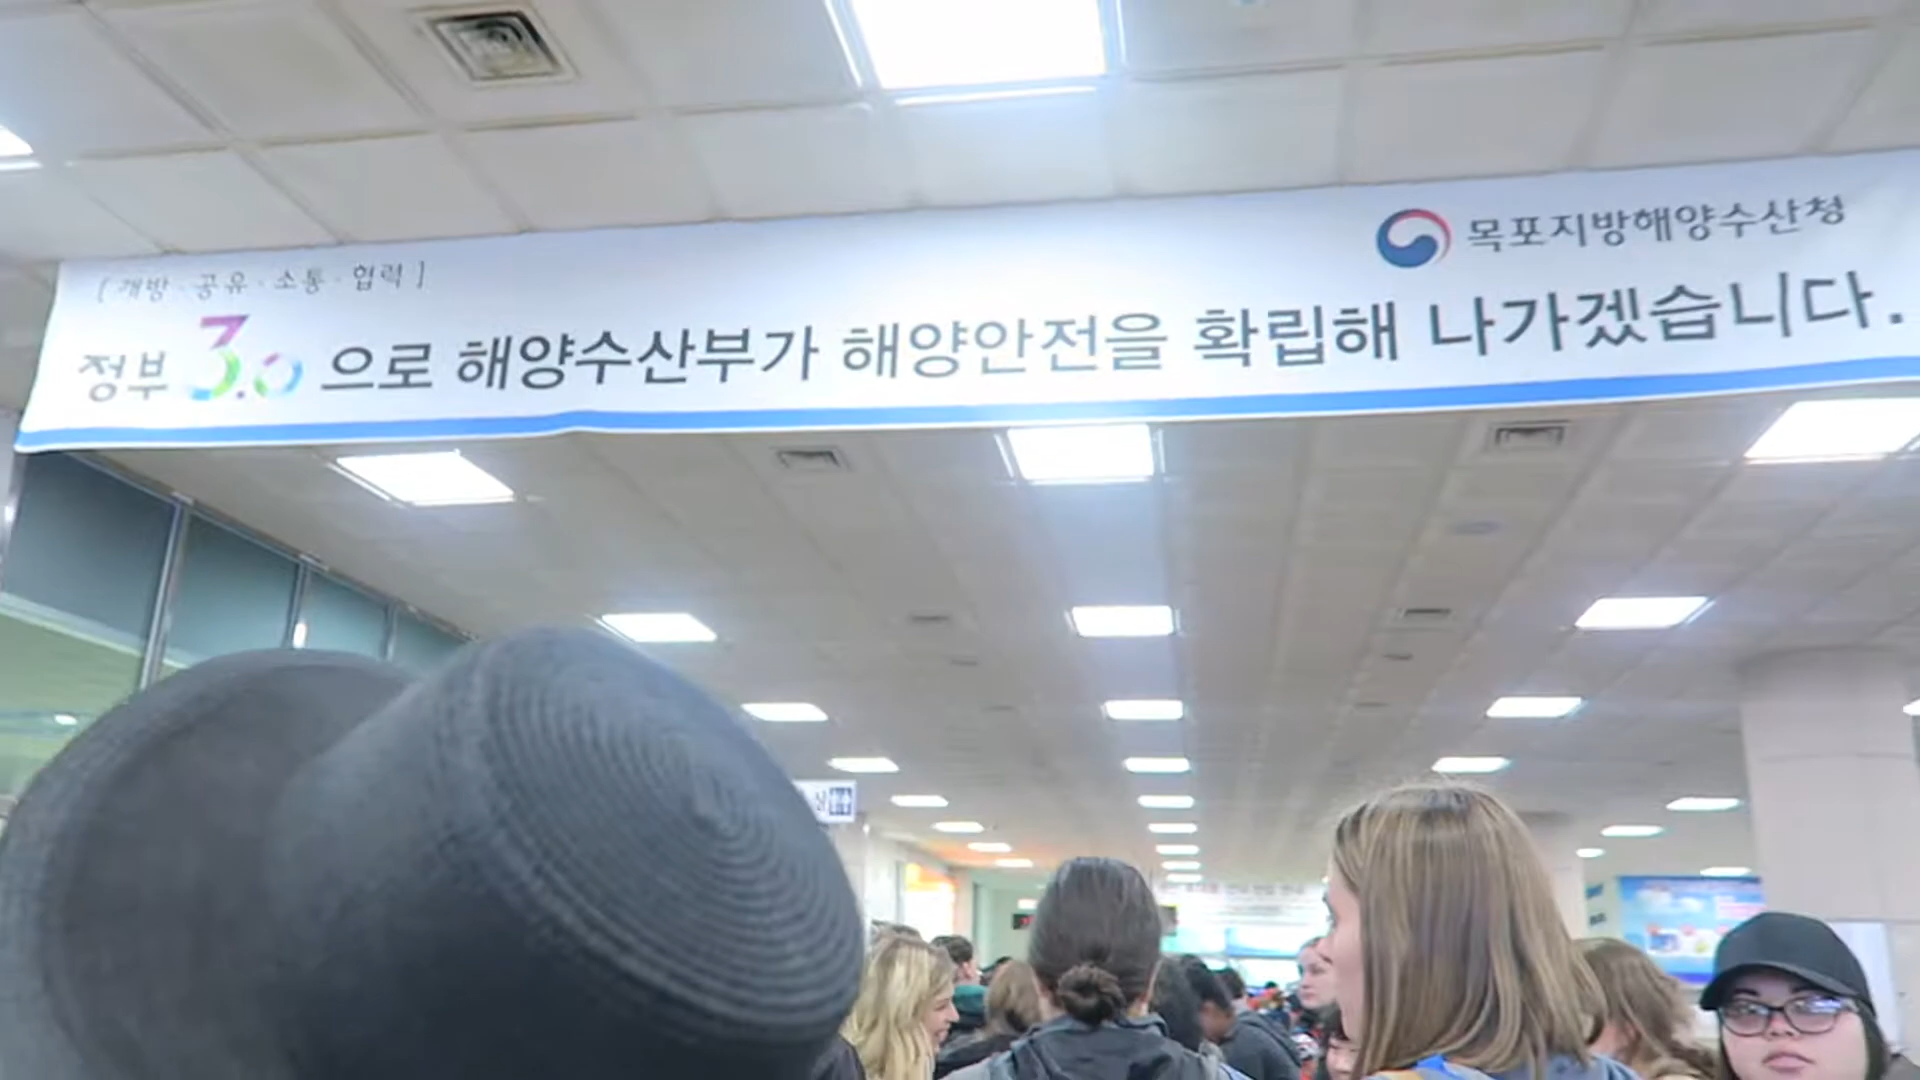 [ 개방 · 공유 · 소통 · 협력 ]
목포지방해양수산청
정부 3.0 으로 해양수산부가 해양안전을 확립해 나가겠습니다.